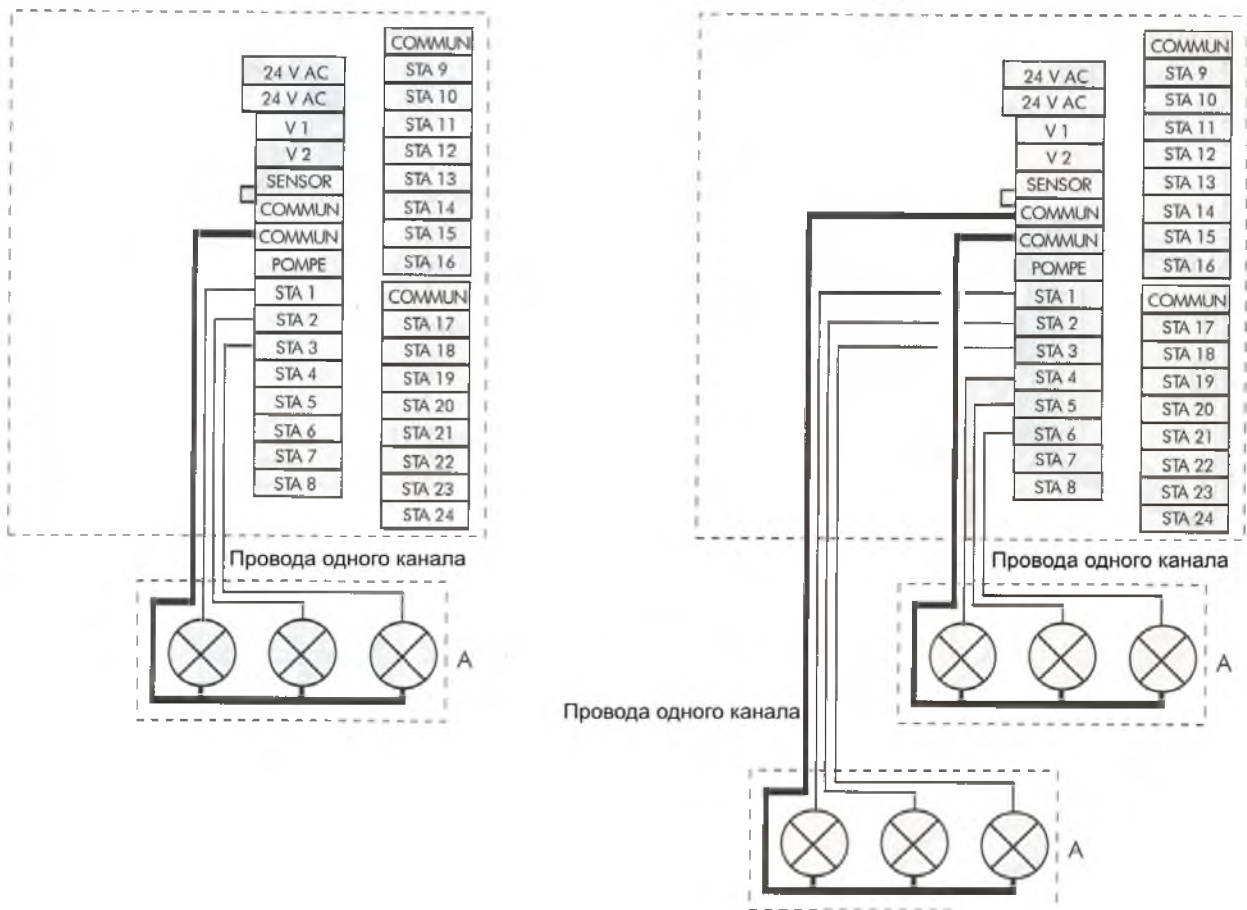 24 V AC
24 V AC
V 1
V 2
SENSOR
COMMUN
COMMUN
POMPE
STA 1
STA 2
STA 3
STA 4
STA 5
STA 6
STA 7
STA 8
COMMUN
STA 9
STA 10
STA 11
STA 12
STA 13
STA 14
STA 15
STA 16
COMMUN
STA 17
STA 18
STA 19
STA 20
STA 21
STA 22
STA 23
STA 24
Провода одного канала
A
24 V AC
24 V AC
V 1
V 2
SENSOR
COMMUN
COMMUN
POMPE
STA 1
STA 2
STA 3
STA 4
STA 5
STA 6
STA 7
STA 8
COMMUN
STA 9
STA 10
STA 11
STA 12
STA 13
STA 14
STA 15
STA 16
COMMUN
STA 17
STA 18
STA 19
STA 20
STA 21
STA 22
STA 23
STA 24
Провода одного канала
A
Провода одного канала
A